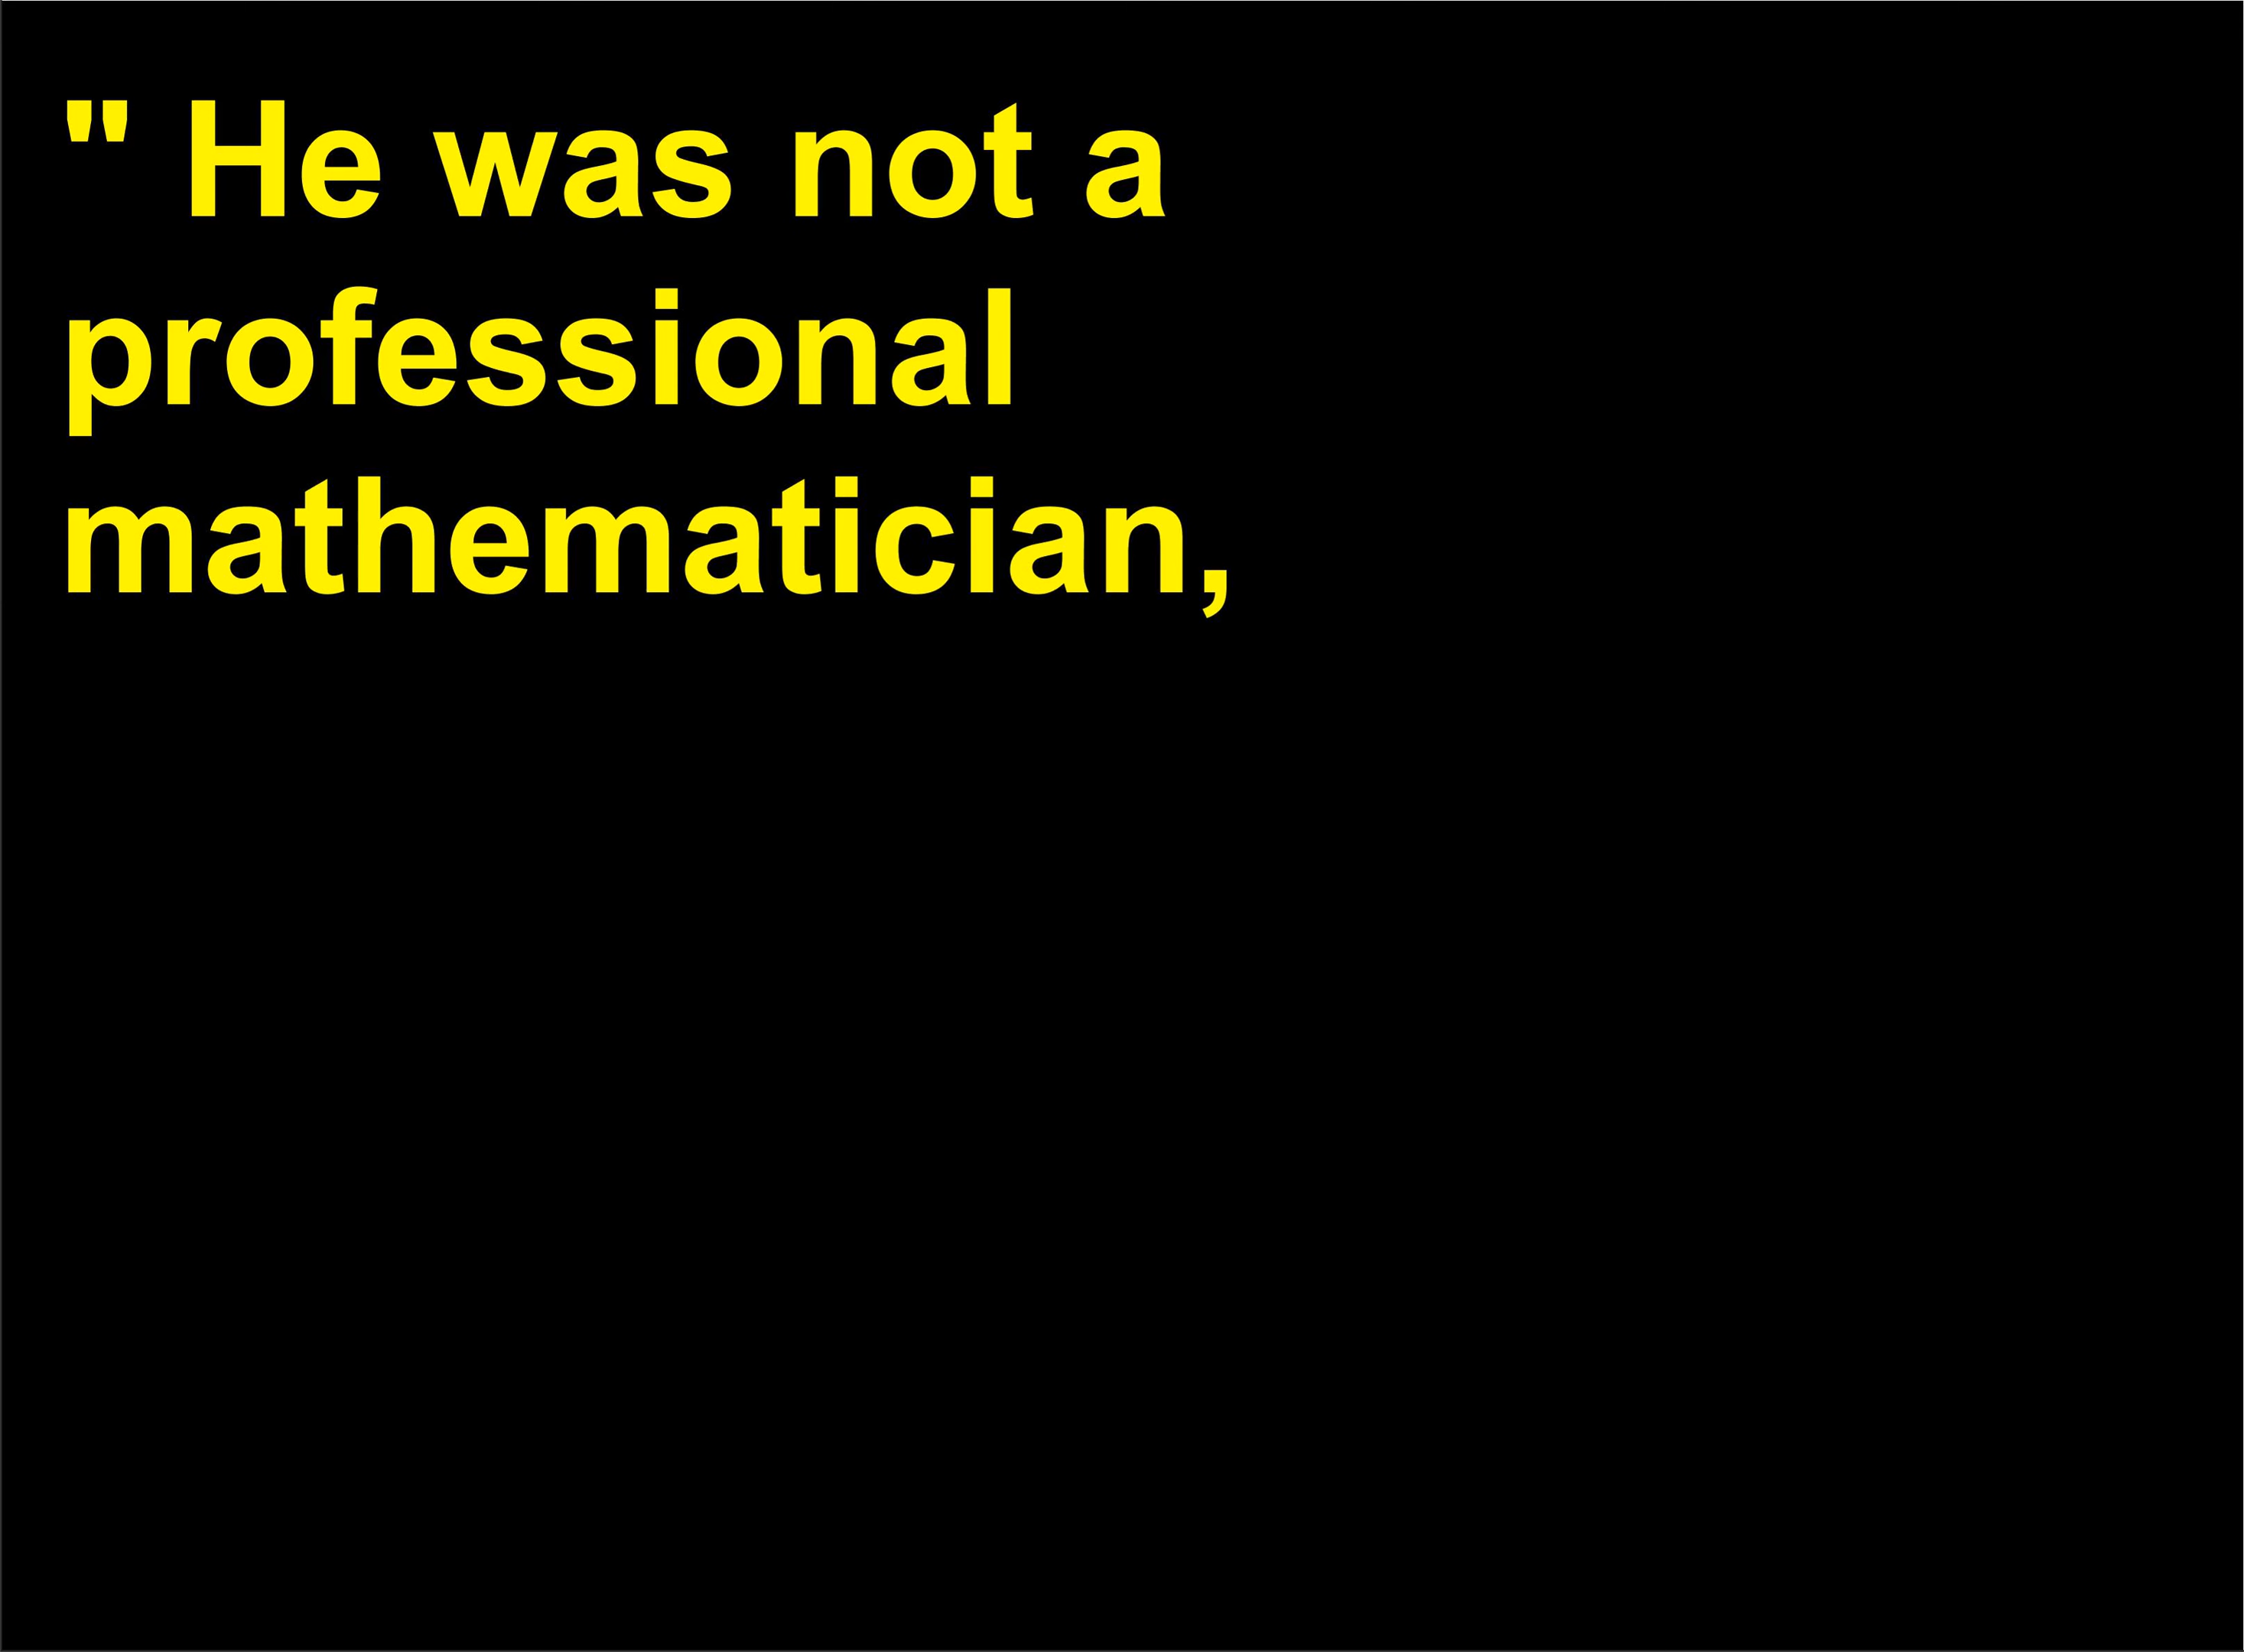 " He was not a
professional
mathematician,